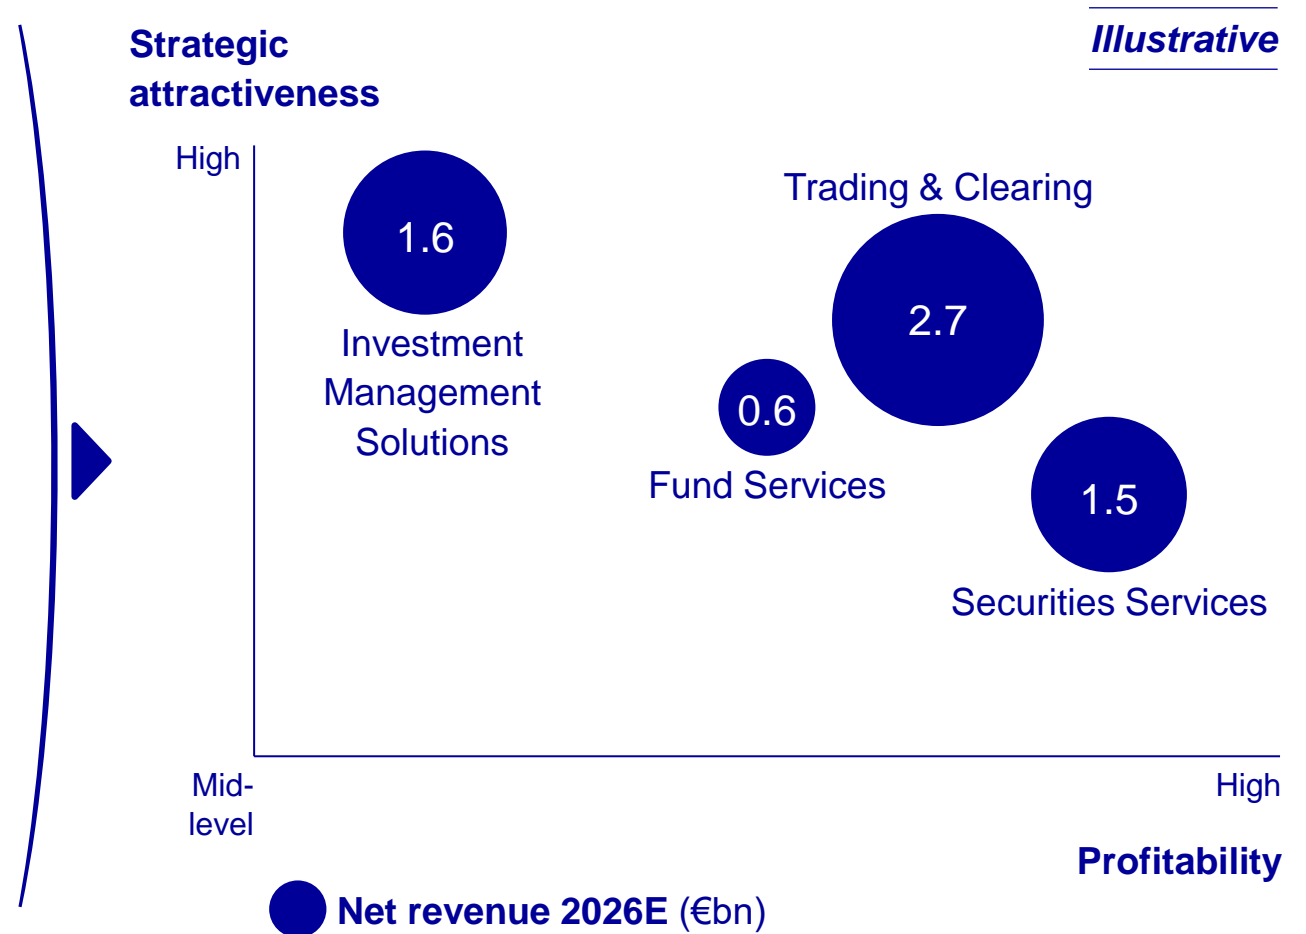 Strategic
attractiveness
Illustrative
High
1.6
Investment
Management
Solutions
Trading & Clearing
2.7
0.6
Fund Services
1.5
Securities Services
Mid-
level
High
Profitability
Net revenue 2026E (€bn)